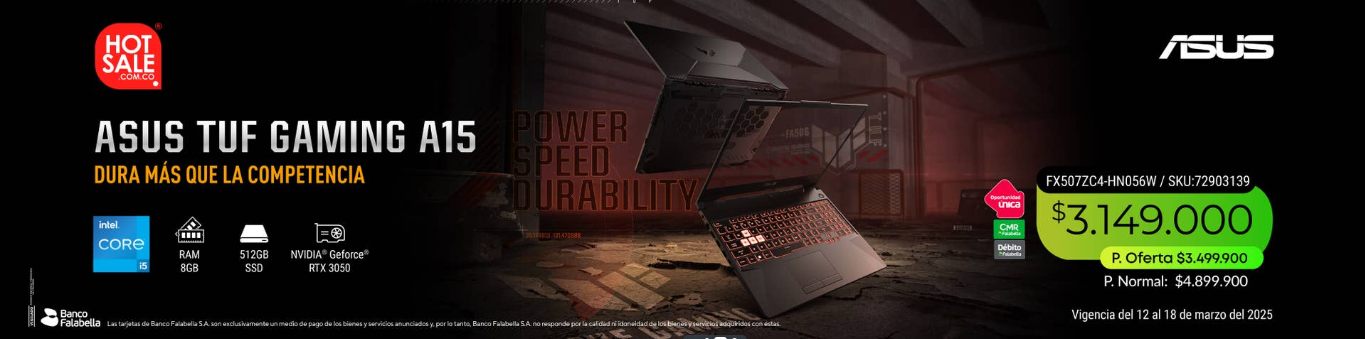 HOT
SALE
.COM.CO
ASUS
ASUS TUF GAMING A15
DURA MÁS QUE LA COMPETENCIA
POWER
SPEED
DURABILITY
intel
CORE
i5
RAM
8GB
512GB
SSD
NVIDIA® Geforce®
RTX 3050
Oportunidad
única
CMR
Falabella
Débito
Falabella
FX507ZC4-HN056W / SKU:72903139
$3.149.000
P. Oferta $3.499.900
P. Normal: $4.899.900
Vigencia del 12 al 18 de marzo del 2025
Banco
Falabella
Las tarjetas de Banco Falabella S.A. son exclusivamente un medio de pago de los bienes y servicios anunciados y, por lo tanto, Banco Falabella S.A. no responde por la calidad ni idoneidad de los bienes y servicios adquiridos con éstas.